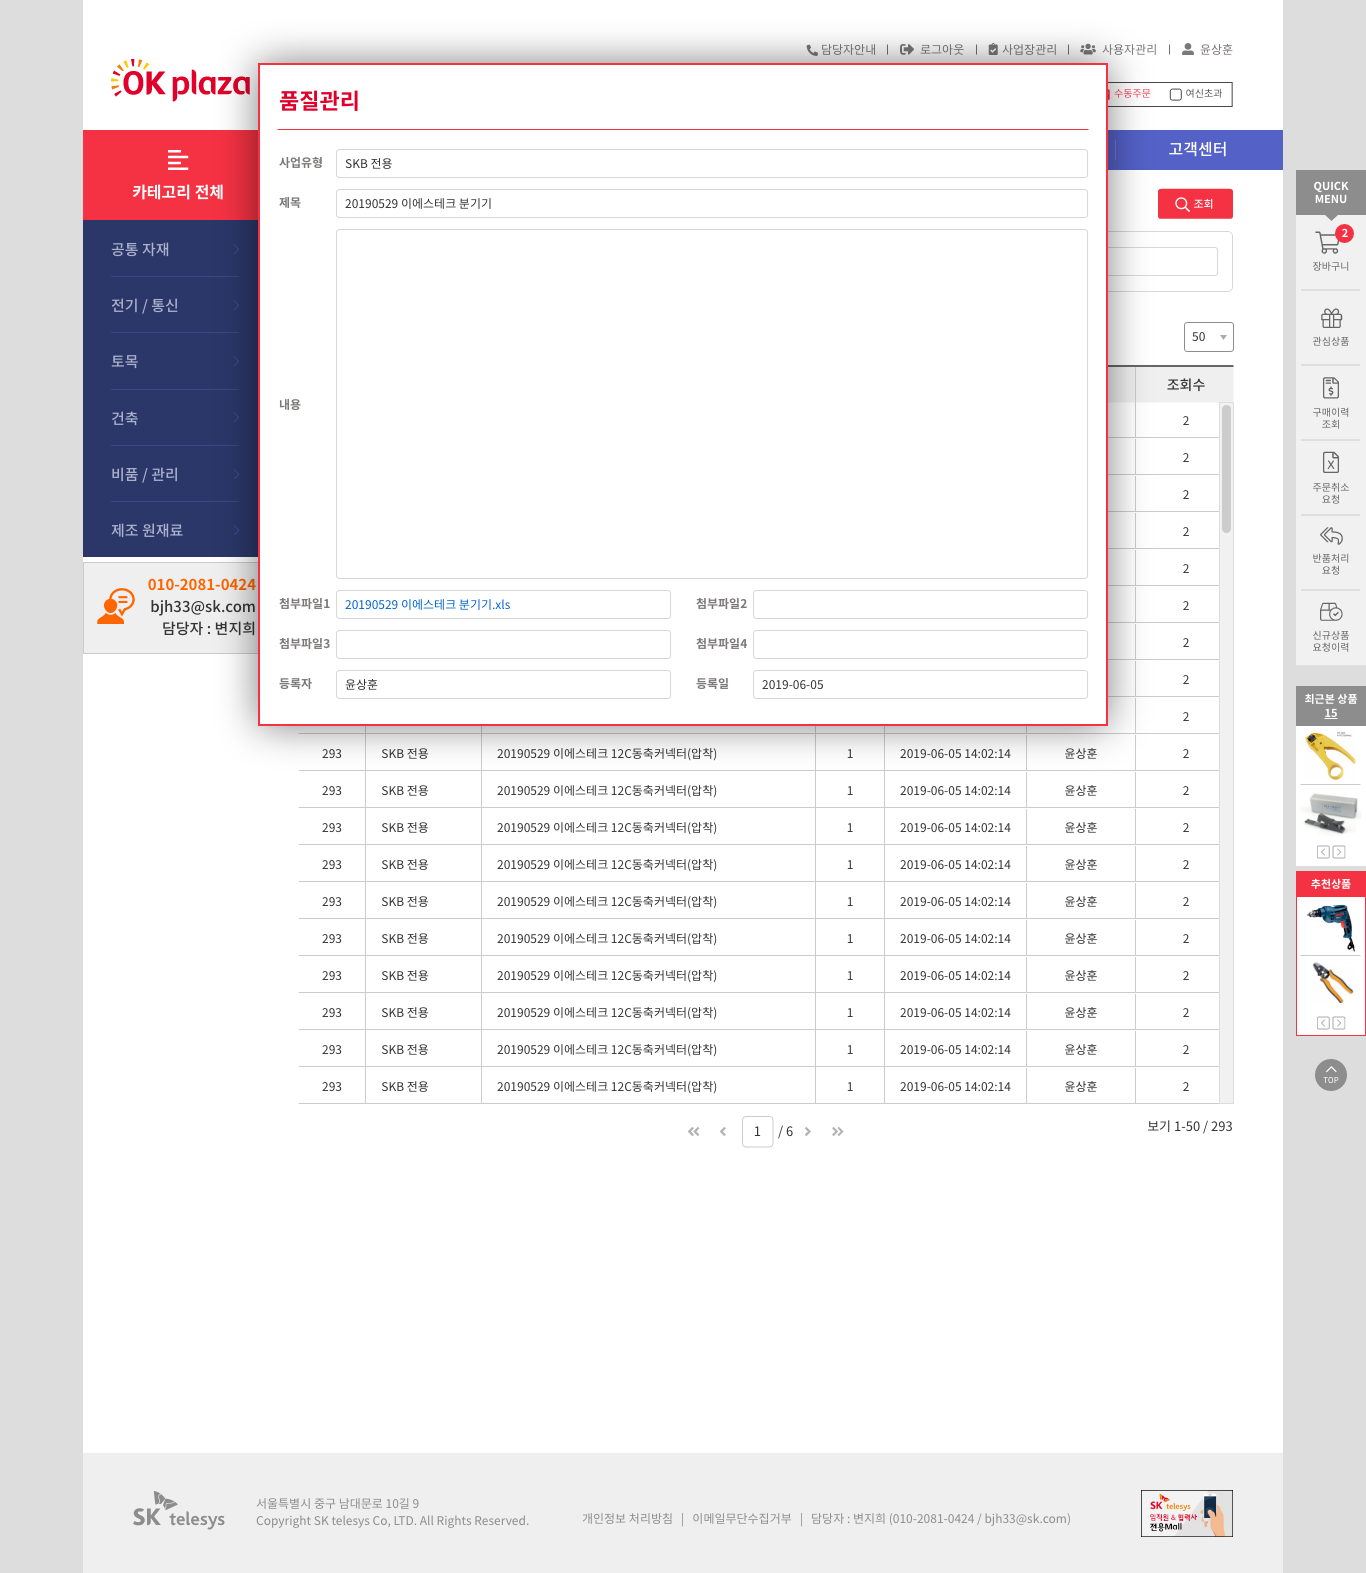 담당자안내 | 로그아웃 | 사업장관리 | 사용자관리 | 윤상훈
OK plaza
수동주문 여신초과
품질관리
카테고리 전체
고객센터
공통 자재
전기 / 통신
토목
건축
비품 / 관리
제조 원재료
010-2081-0424
bjh33@sk.com
담당자 : 변지희
사업유형 SKB 전용
제목 20190529 이에스테크 분기기
내용
첨부파일1 20190529 이에스테크 분기기.xls
첨부파일2
첨부파일3
첨부파일4
등록자 윤상훈
등록일 2019-06-05
조회
50
조회수
2
2
2
2
2
2
2
2
2
293 SKB 전용 20190529 이에스테크 12C동축커넥터(압착) 1 2019-06-05 14:02:14 윤상훈 2
293 SKB 전용 20190529 이에스테크 12C동축커넥터(압착) 1 2019-06-05 14:02:14 윤상훈 2
293 SKB 전용 20190529 이에스테크 12C동축커넥터(압착) 1 2019-06-05 14:02:14 윤상훈 2
293 SKB 전용 20190529 이에스테크 12C동축커넥터(압착) 1 2019-06-05 14:02:14 윤상훈 2
293 SKB 전용 20190529 이에스테크 12C동축커넥터(압착) 1 2019-06-05 14:02:14 윤상훈 2
293 SKB 전용 20190529 이에스테크 12C동축커넥터(압착) 1 2019-06-05 14:02:14 윤상훈 2
293 SKB 전용 20190529 이에스테크 12C동축커넥터(압착) 1 2019-06-05 14:02:14 윤상훈 2
293 SKB 전용 20190529 이에스테크 12C동축커넥터(압착) 1 2019-06-05 14:02:14 윤상훈 2
293 SKB 전용 20190529 이에스테크 12C동축커넥터(압착) 1 2019-06-05 14:02:14 윤상훈 2
293 SKB 전용 20190529 이에스테크 12C동축커넥터(압착) 1 2019-06-05 14:02:14 윤상훈 2
1 / 6
보기 1-50 / 293
QUICK
MENU
2
장바구니
관심상품
구매이력
조회
주문취소
요청
반품처리
요청
신규상품
요청이력
최근본 상품
15
추천상품
TOP
SK telesys
서울특별시 중구 남대문로 10길 9
Copyright SK telesys Co, LTD. All Rights Reserved.
개인정보 처리방침 | 이메일무단수집거부 | 담당자 : 변지희 (010-2081-0424 / bjh33@sk.com)
SK telesys
임직원 & 협력사
전용Mall